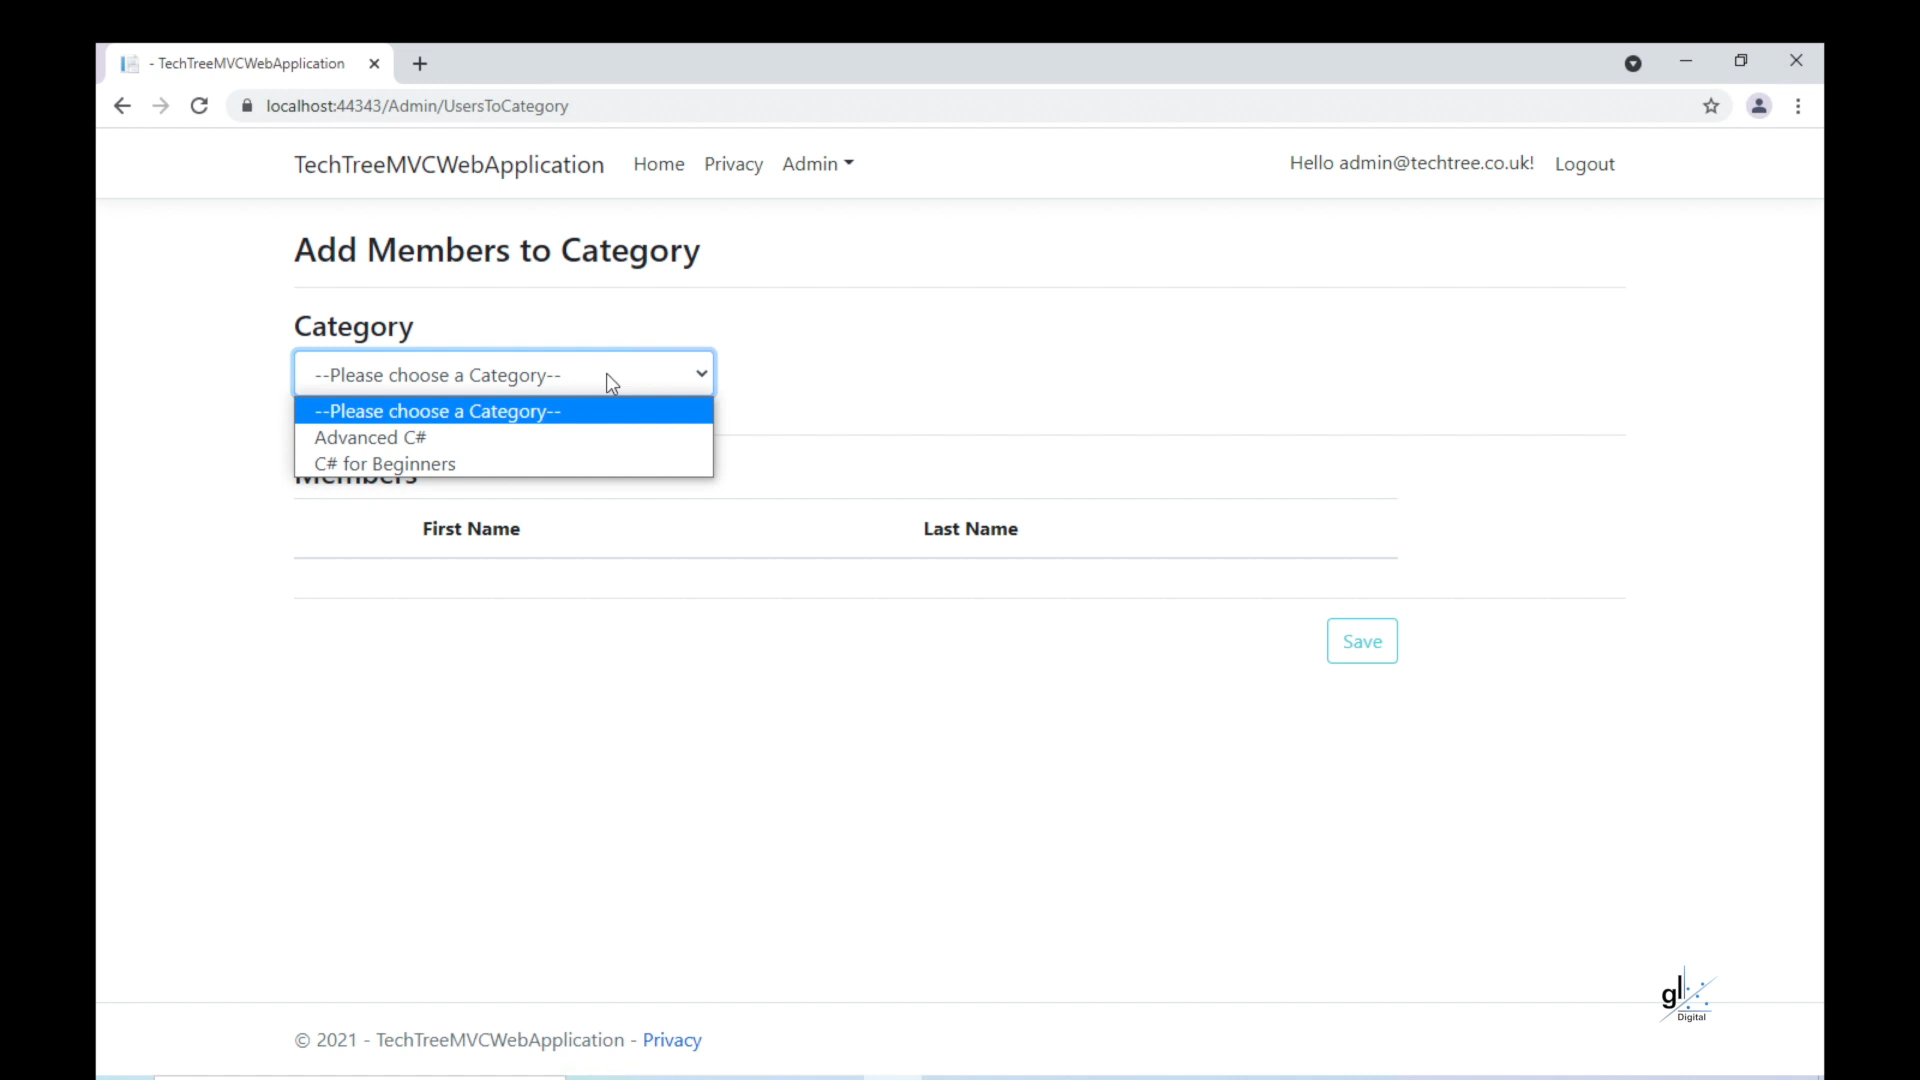 - TechTreeMVCWebApplication
localhost:44343/Admin/UsersToCategory
TechTreeMVCWebApplication Home Privacy Admin Hello admin@techtree.co.uk! Logout
Add Members to Category
Category
--Please choose a Category--
--Please choose a Category--
Advanced C#
C# for Beginners
Members
First Name Last Name
Save
gl
Digital
© 2021 - TechTreeMVCWebApplication - Privacy